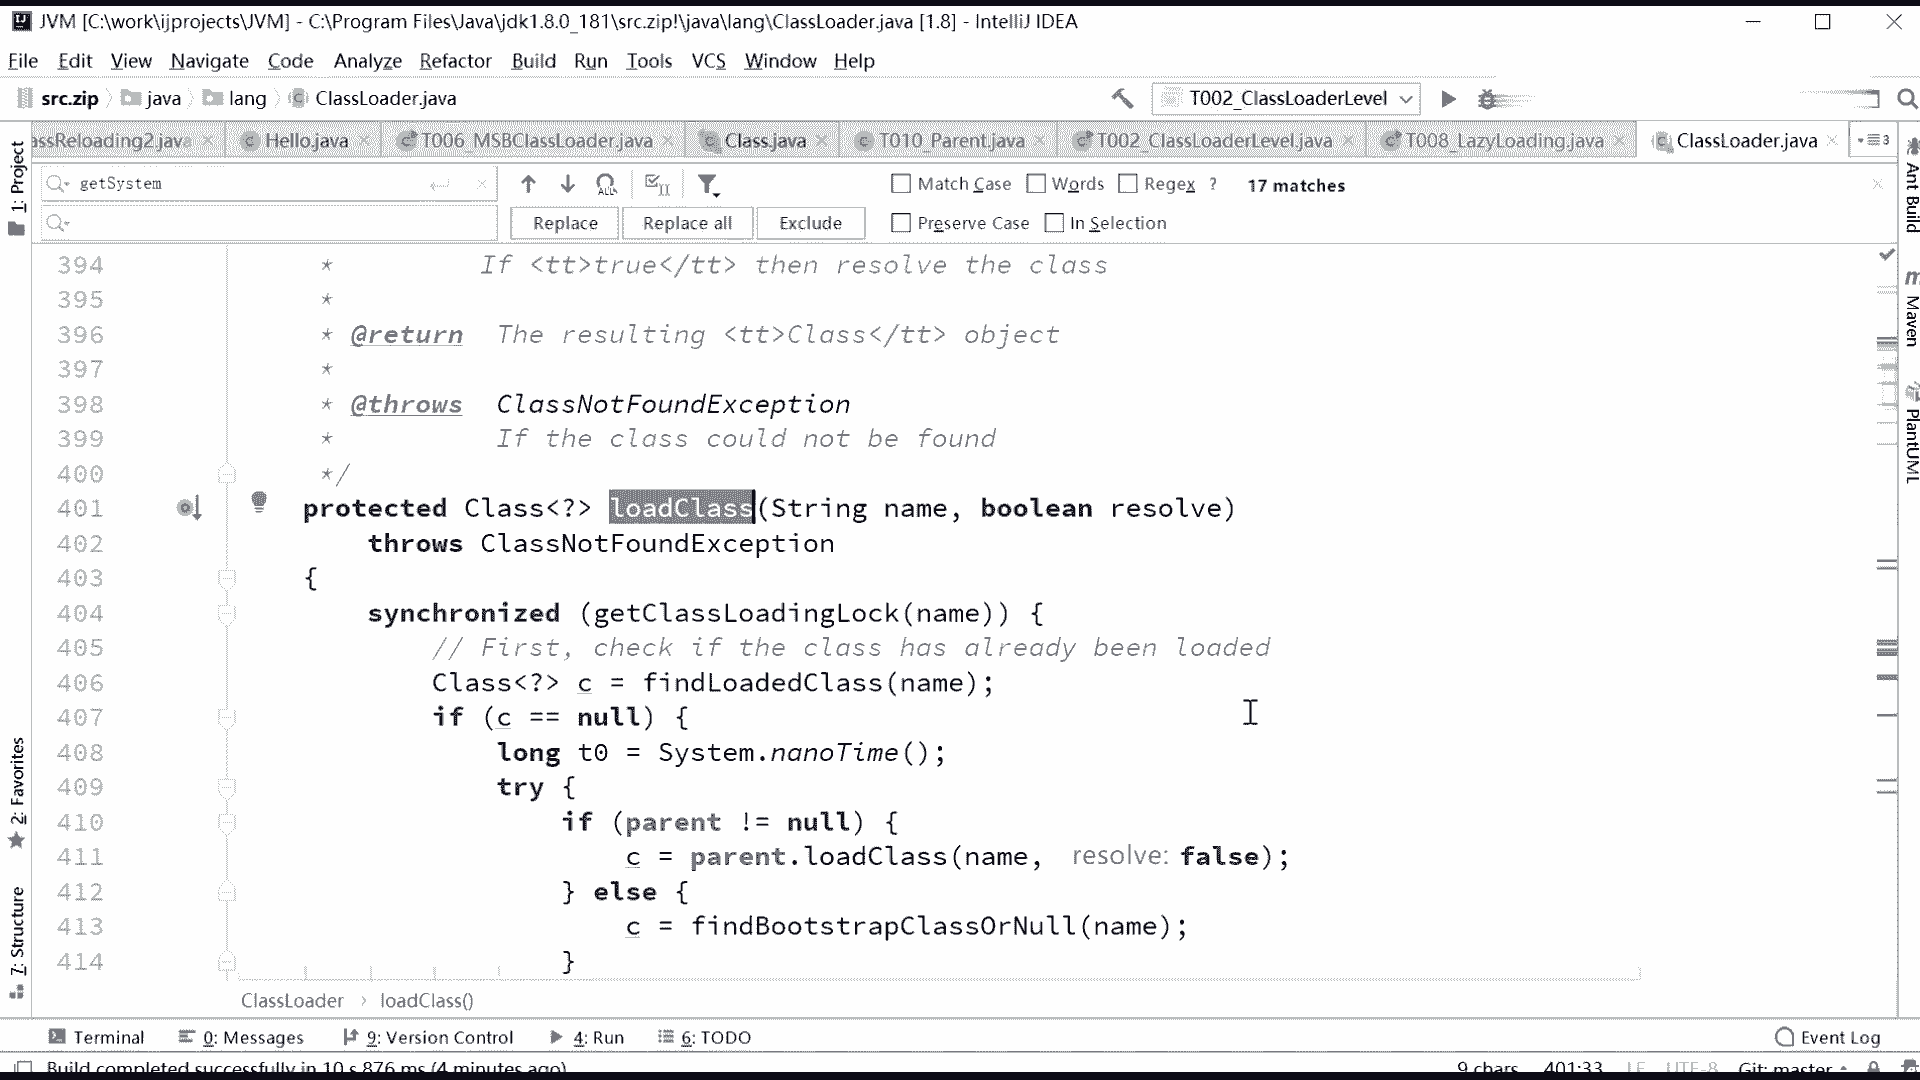 JVM [C:\work\ijprojects\JVM] - C:\Program Files\Java\jdk1.8.0_181\src.zip!\java\lang\ClassLoader.java [1.8] - IntelliJ IDEA
File Edit View Navigate Code Analyze Refactor Build Run Tools VCS Window Help
src.zip java lang ClassLoader.java T002_ClassLoaderLevel
assReloading2.java Hello.java T006_MSBClassLoader.java Class.java T010_Parent.java T002_ClassLoaderLevel.java T008_LazyLoading.java ClassLoader.java 3
getSystem Match Case Words Regex ? 17 matches
Replace Replace all Exclude Preserve Case In Selection
1: Project
2: Favorites
7: Structure
Ant Build
Maven
PlantUML
394 * If <tt>true</tt> then resolve the class
395 *
396 * @return The resulting <tt>Class</tt> object
397 *
398 * @throws ClassNotFoundException
399 * If the class could not be found
400 */
401 protected Class<?> loadClass(String name, boolean resolve)
402 throws ClassNotFoundException
403 {
404 synchronized (getClassLoadingLock(name)) {
405 // First, check if the class has already been loaded
406 Class<?> c = findLoadedClass(name);
407 if (c == null) {
408 long t0 = System.nanoTime();
409 try {
410 if (parent != null) {
411 c = parent.loadClass(name, resolve: false);
412 } else {
413 c = findBootstrapClassOrNull(name);
414 }
ClassLoader › loadClass()
Terminal 0: Messages 9: Version Control 4: Run 6: TODO Event Log
Build completed successfully in 10 s 876 ms (4 minutes ago) 9 chars 401:33 LF UTF-8 Git: master